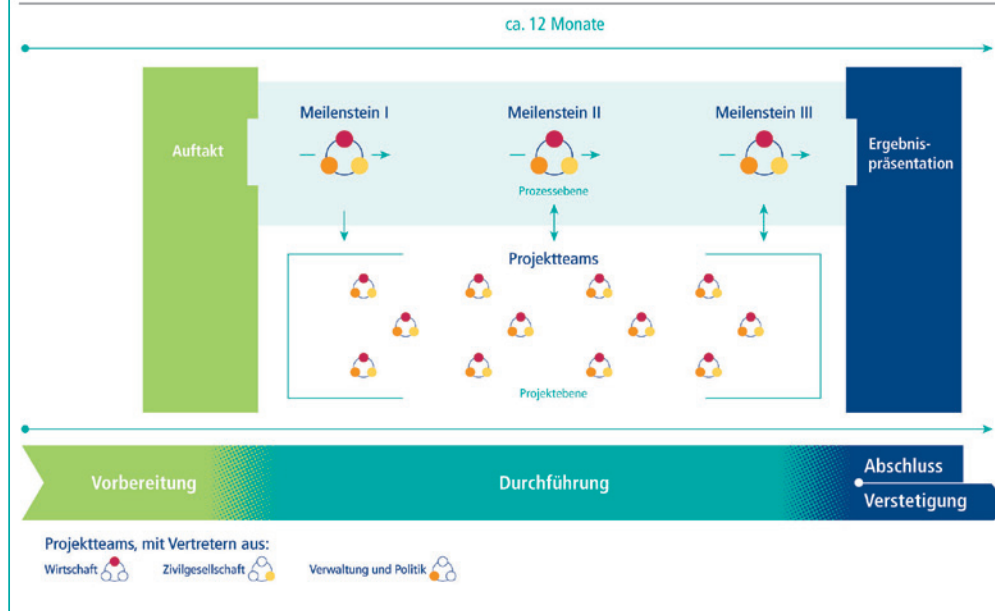 ca. 12 Monate
Auftakt
Meilenstein I
Meilenstein II
Meilenstein III
Prozessebene
Ergebnis-
präsentation
Projektteams
Projektebene
Vorbereitung
Durchführung
Abschluss
Verstetigung
Projektteams, mit Vertretern aus:
Wirtschaft
Zivilgesellschaft
Verwaltung und Politik